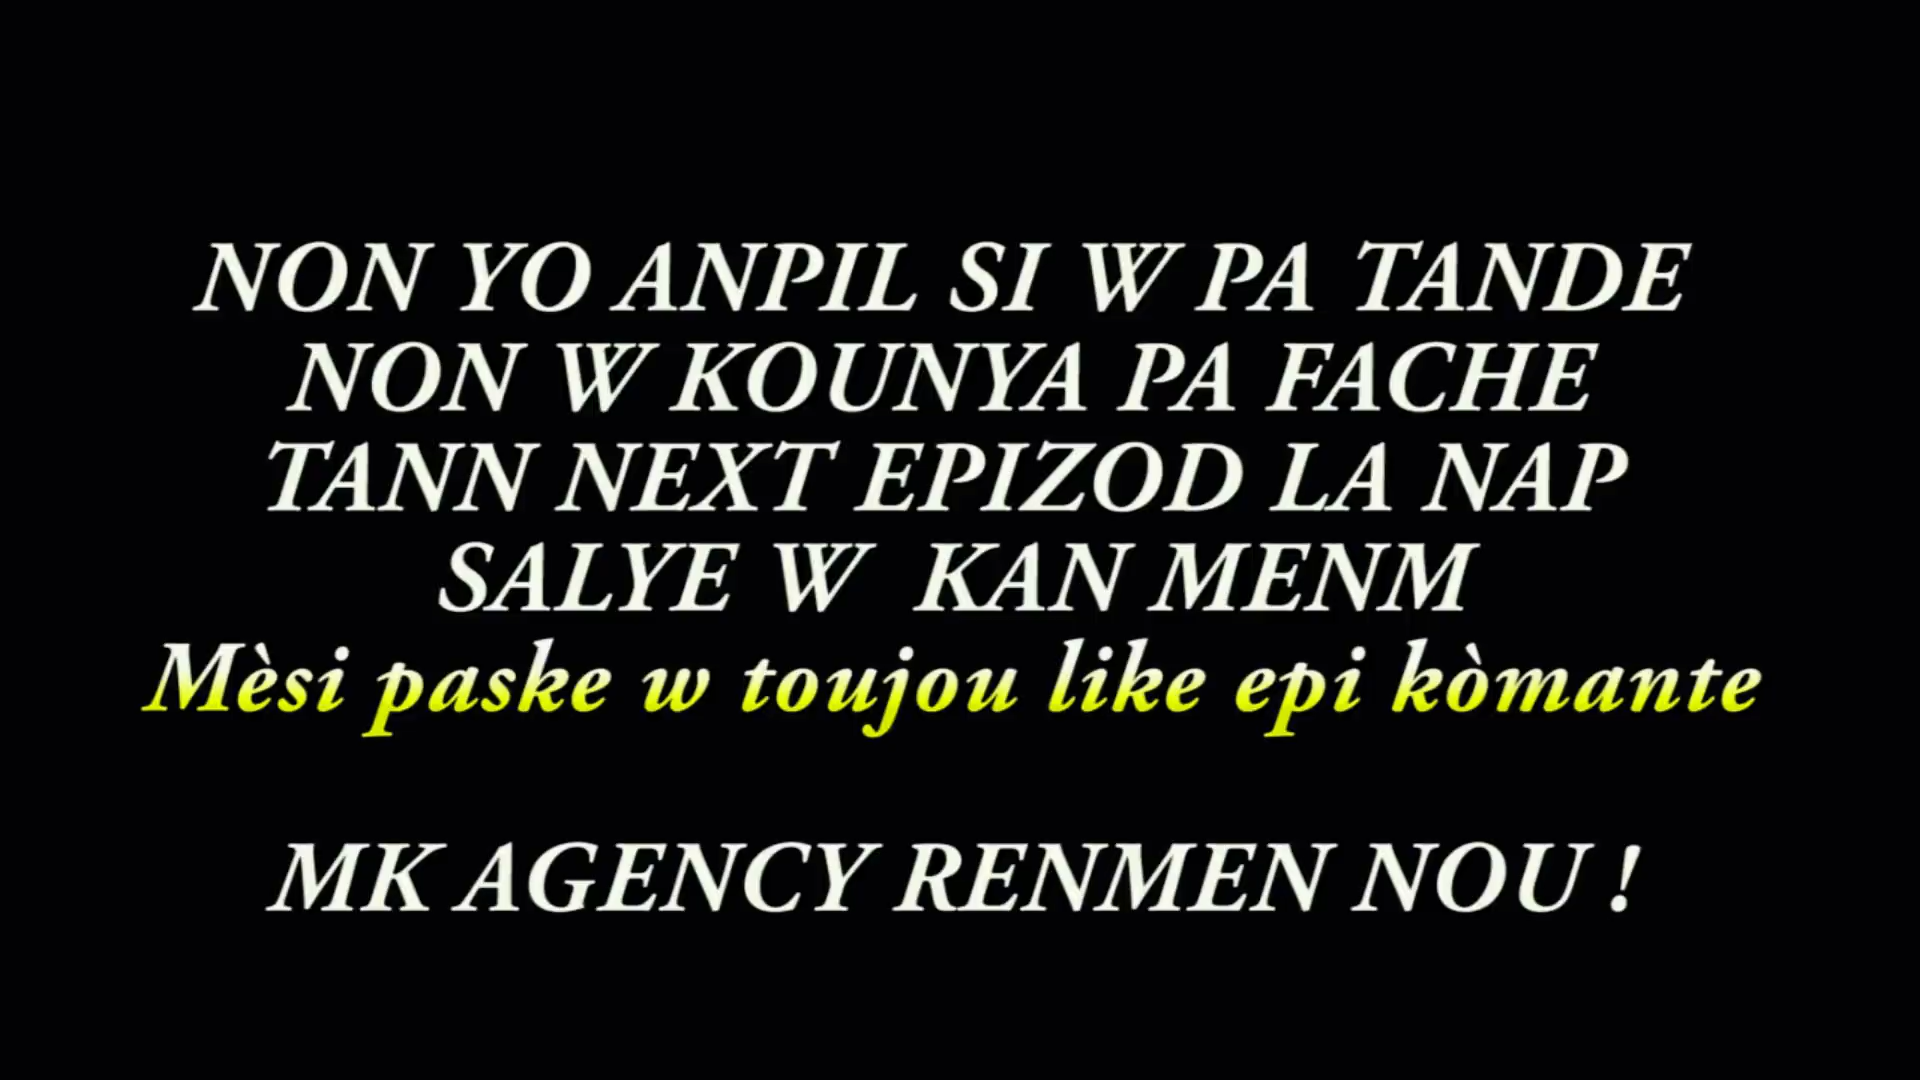 NON YO ANPIL SI W PA TANDE
NON W KOUNYA PA FACHE
TANN NEXT EPIZOD LA NAP
SALYE W KAN MENM
Mèsi paske w toujou like epi kòmante
MK AGENCY RENMEN NOU !